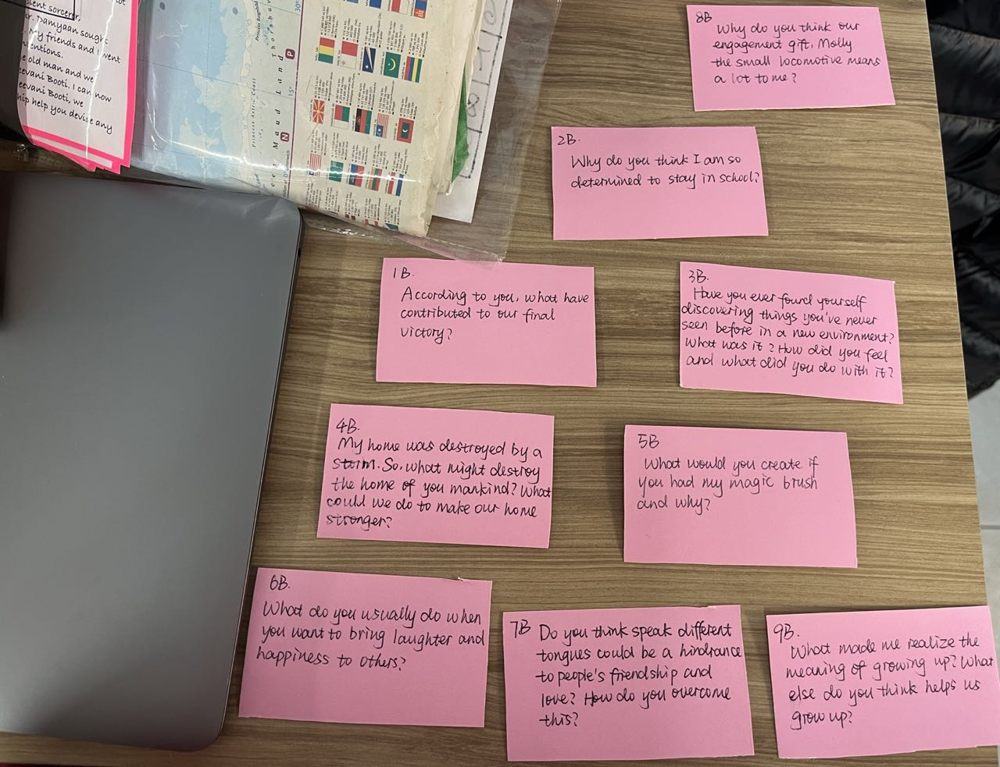 ient sorcerer,
r. Damyaan sought
. My friends and I went
entions.
e old man and we
eevani Booti. I can now
eevani Booti, we
hip help you devise any
Princess Ragnhild
Princess Astrid Coast
Maud Land
N
P
30°
15°
8B
Why do you think our
engagement gift, Molly
the small locomotive means
a lot to me?
2B.
Why do you think I am so
determined to stay in school?
1B.
According to you, what have
contributed to our final
victory?
3B.
Have you ever found yourself
discovering things you've never
seen before in a new environment?
What was it? How did you feel
and what did you do with it?
4B.
My home was destroyed by a
storm. So, what might destroy
the home of you mankind? What
could we do to make our home
stronger?
5B
What would you create if
you had my magic brush
and why?
6B.
What do you usually do when
you want to bring laughter and
happiness to others?
7B Do you think speak different
tongues could be a hindrance
to people's friendship and
love? How do you overcome
this?
9B.
What made me realize the
meaning of growing up? What
else do you think helps us
grow up?